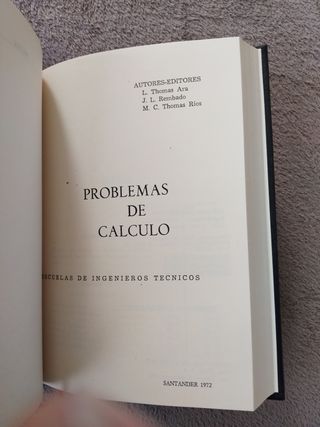 AUTORES-EDITORES
L. Thomas Ara
J. L. Rembado
M. C. Thomas Ríos
PROBLEMAS
DE
CALCULO
ESCUELAS DE INGENIEROS TECNICOS
SANTANDER 1972